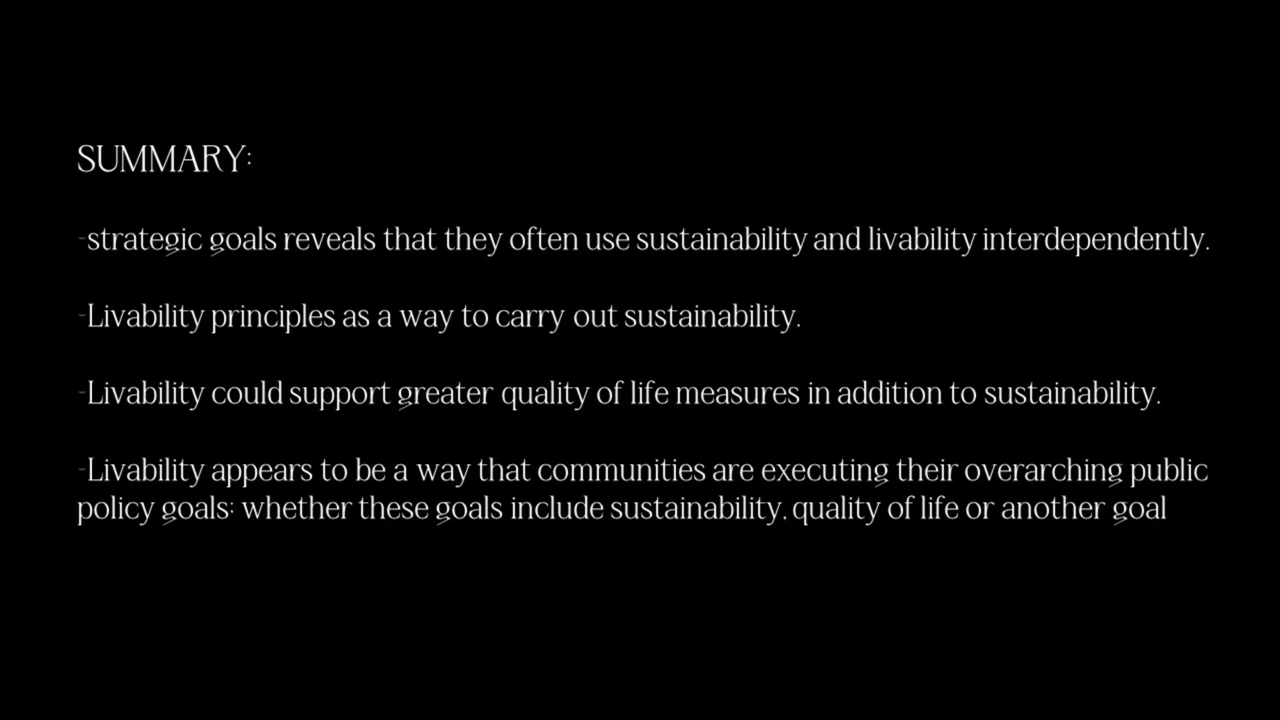 SUMMARY:
-strategic goals reveals that they often use sustainability and livability interdependently.
-Livability principles as a way to carry out sustainability.
-Livability could support greater quality of life measures in addition to sustainability.
-Livability appears to be a way that communities are executing their overarching public
policy goals; whether these goals include sustainability, quality of life or another goal